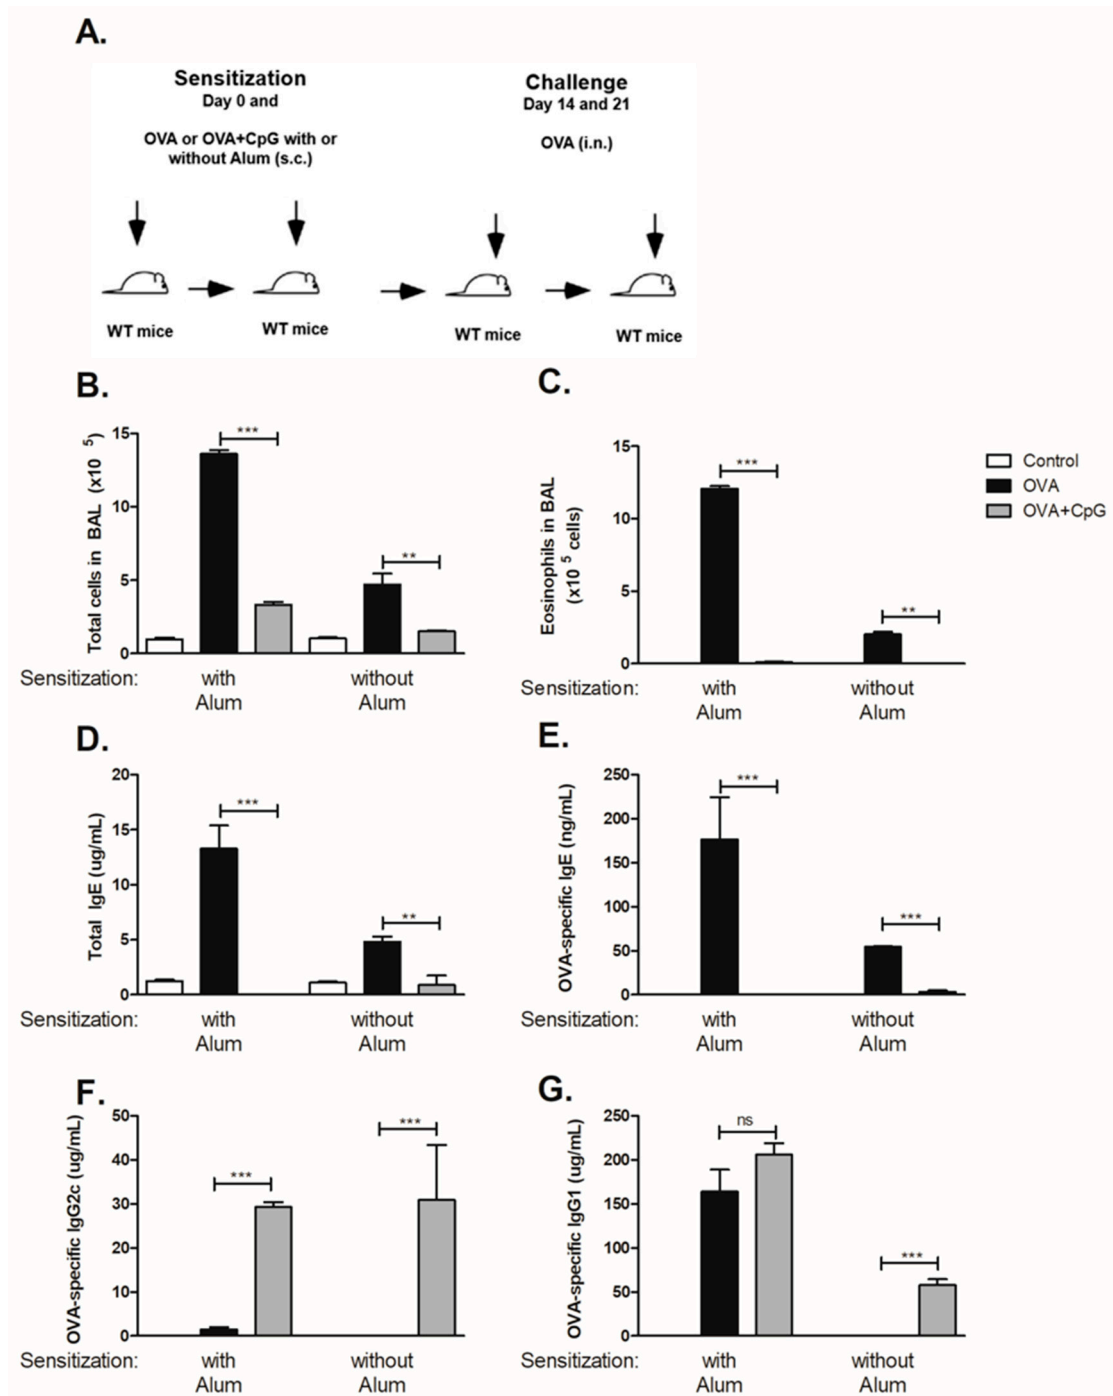 A.
Sensitization
Day 0 and
OVA or OVA+CpG with or
without Alum (s.c.)
Challenge
Day 14 and 21
OVA (i.n.)
WT mice
WT mice
WT mice
WT mice
B.
Total cells in BAL (x10 5)
15
10
5
0
***
**
Sensitization:
with
Alum
without
Alum
C.
Eosinophils in BAL
(x10 5 cells)
15
10
5
0
***
**
Sensitization:
with
Alum
without
Alum
Control
OVA
OVA+CpG
D.
Total IgE (ug/mL)
20
15
10
5
0
***
**
Sensitization:
with
Alum
without
Alum
E.
OVA-specific IgE (ng/mL)
250
200
150
100
50
0
***
***
Sensitization:
with
Alum
without
Alum
F.
OVA-specific IgG2c (ug/mL)
50
40
30
20
10
0
***
***
Sensitization:
with
Alum
without
Alum
G.
OVA-specific IgG1 (ug/mL)
250
200
150
100
50
0
ns
***
Sensitization:
with
Alum
without
Alum